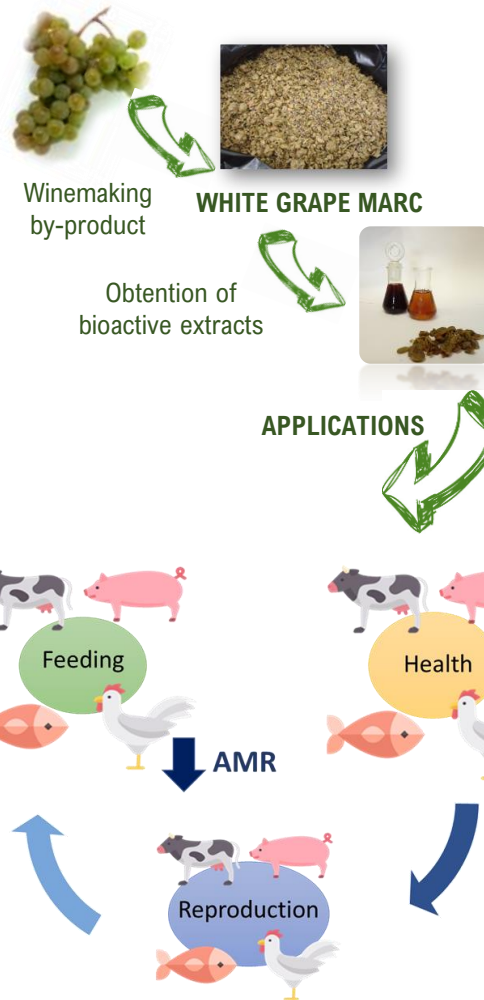 Winemaking
by-product
WHITE GRAPE MARC
Obtention of
bioactive extracts
APPLICATIONS
Feeding
Health
AMR
Reproduction